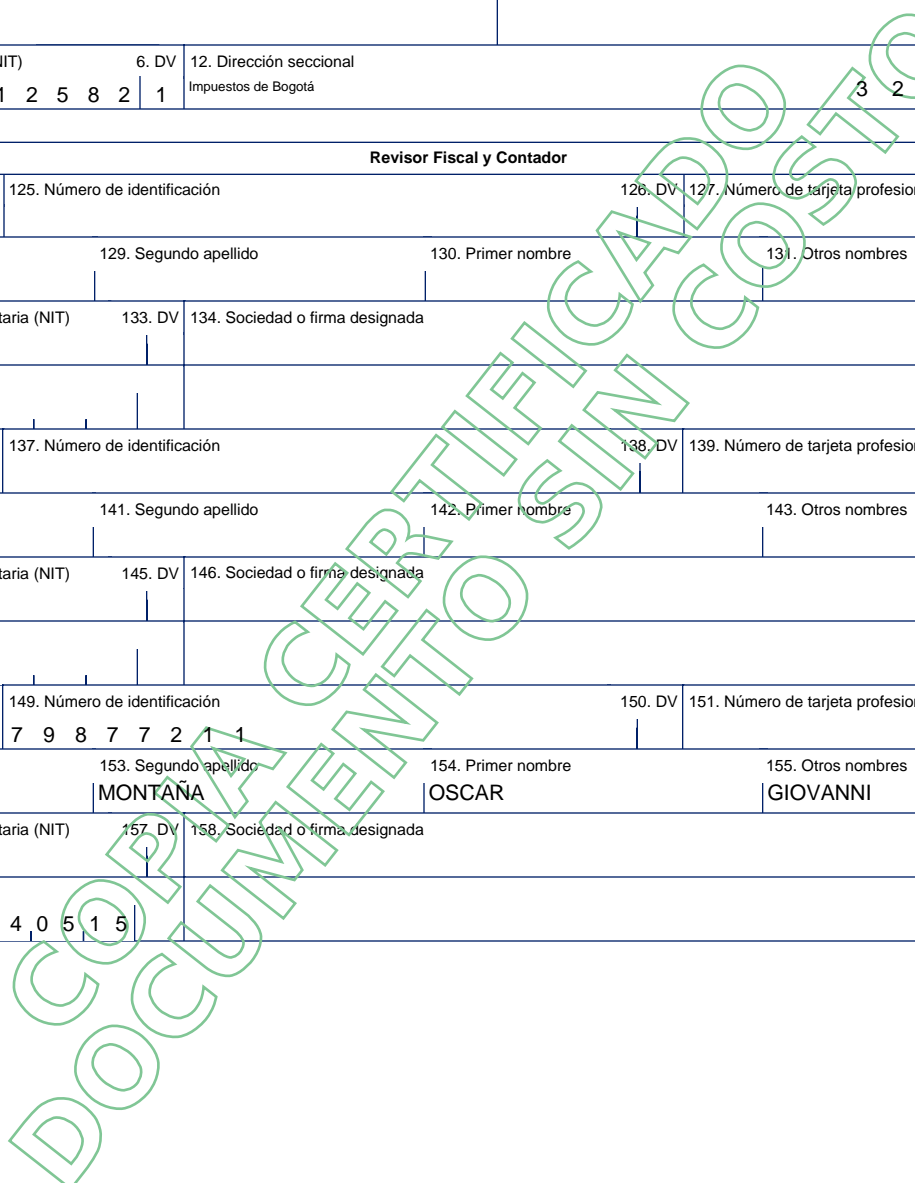 NIT) 6. DV 12. Dirección seccional
1 2 5 8 2 1 Impuestos de Bogotá 3 2
Revisor Fiscal y Contador
125. Número de identificación 126. DV 127. Número de tarjeta profesion
129. Segundo apellido 130. Primer nombre 131. Otros nombres
taria (NIT) 133. DV 134. Sociedad o firma designada
137. Número de identificación 138. DV 139. Número de tarjeta profesion
141. Segundo apellido 142. Primer nombre 143. Otros nombres
taria (NIT) 145. DV 146. Sociedad o firma designada
149. Número de identificación 150. DV 151. Número de tarjeta profesion
7 9 8 7 7 2 1 1
153. Segundo apellido 154. Primer nombre 155. Otros nombres
MONTAÑA OSCAR GIOVANNI
taria (NIT) 157. DV 158. Sociedad o firma designada
4 0 5 1 5
COPIA CERTIFICADO
DOCUMENTO SIN COSTO